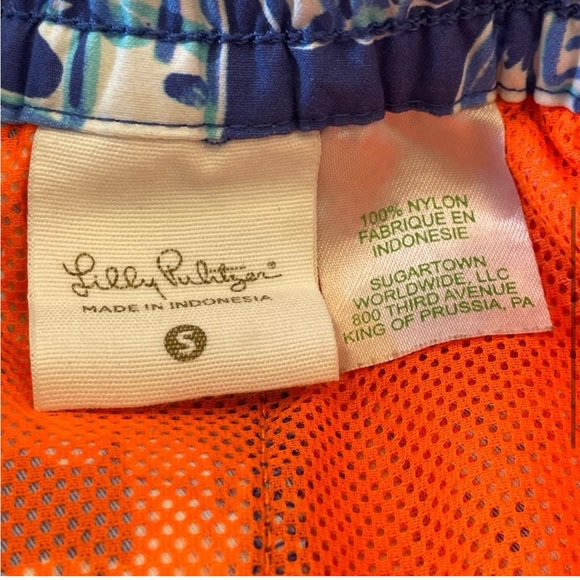 Lilly Pulitzer®
MADE IN INDONESIA
S
100% NYLON
FABRIQUE EN
INDONESIE
SUGARTOWN
WORLDWIDE, LLC
800 THIRD AVENUE
KING OF PRUSSIA, PA